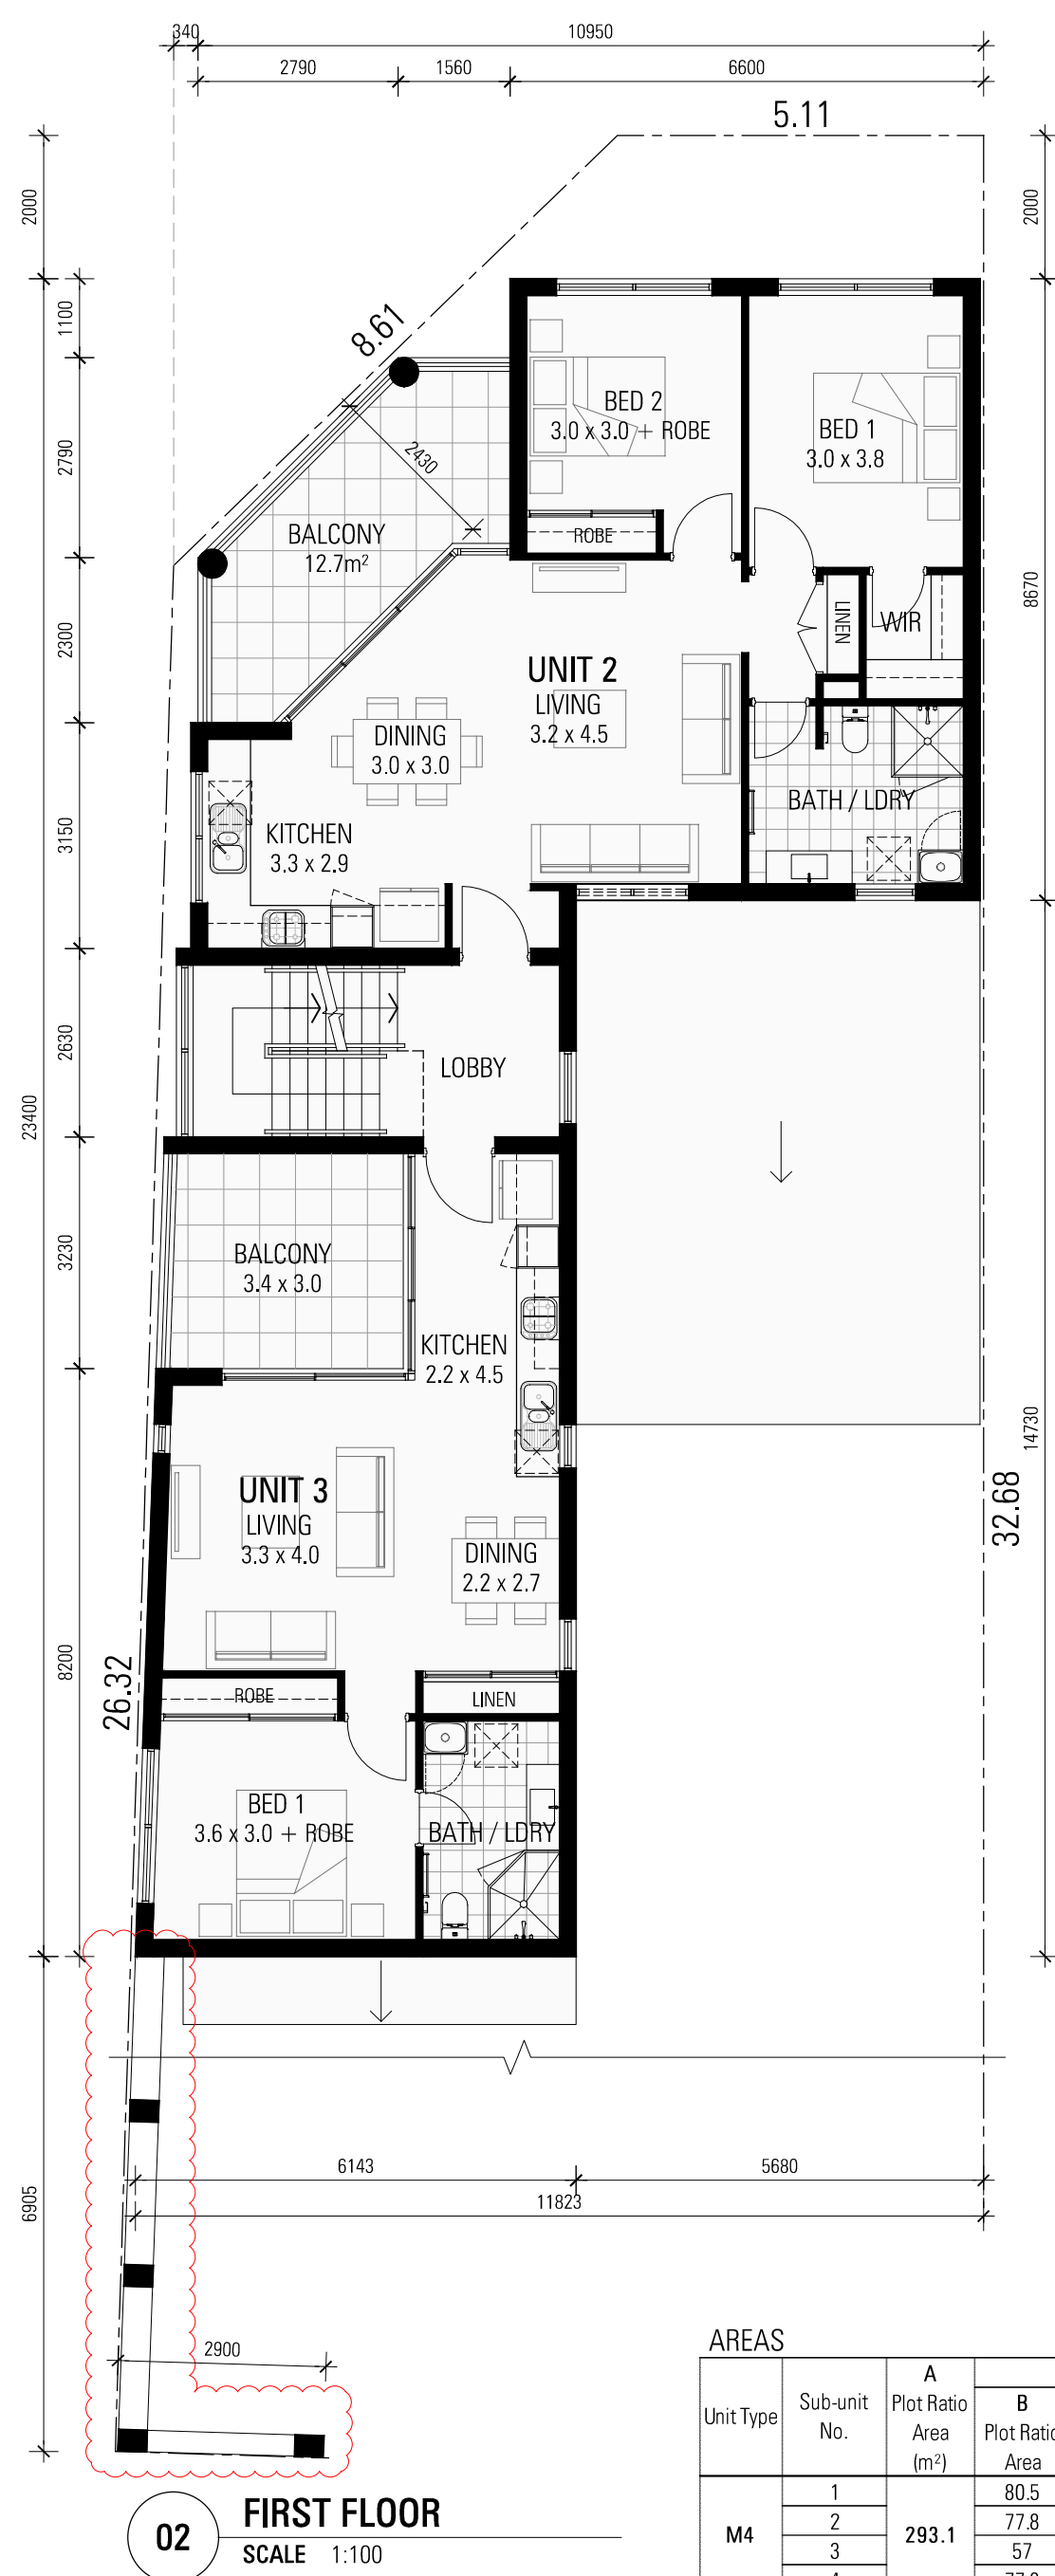 340
10950
2790
1560
6600
5.11
2000
2000
1100
8.61
2790
2430
BED 2
3.0 x 3.0 + ROBE
BED 1
3.0 x 3.8
BALCONY
12.7m²
ROBE
8670
2300
LINEN
WIR
UNIT 2
LIVING
3.2 x 4.5
DINING
3.0 x 3.0
BATH / LDRY
3150
KITCHEN
3.3 x 2.9
2630
LOBBY
23400
3230
BALCONY
3.4 x 3.0
KITCHEN
2.2 x 4.5
14730
UNIT 3
LIVING
3.3 x 4.0
32.68
DINING
2.2 x 2.7
8200
26.32
ROBE
LINEN
BED 1
3.6 x 3.0 + ROBE
BATH / LDRY
6143
5680
11823
6905
2900
AREAS
Unit Type
Sub-unit
No.
A
Plot Ratio
Area
(m²)
B
Plot Ratio
Area
M4
1
2
3
293.1
80.5
77.8
57
02
FIRST FLOOR
SCALE 1:100